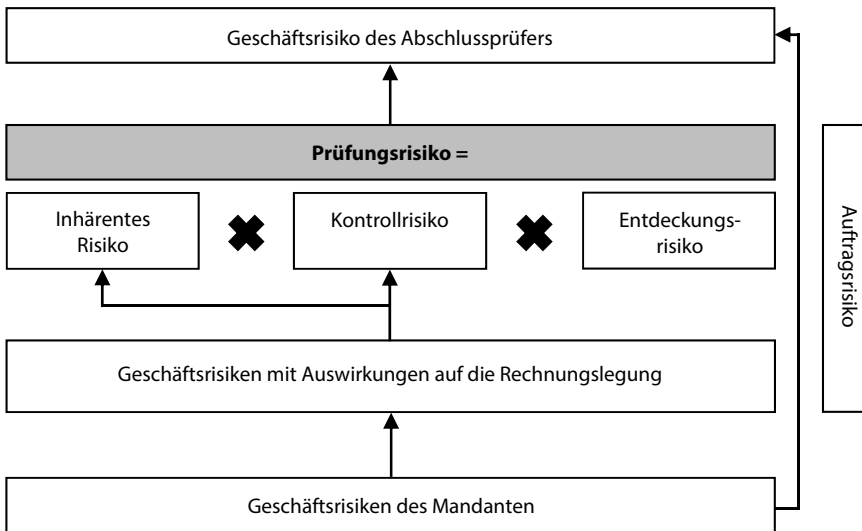 Geschäftsrisiko des Abschlussprüfers
Prüfungsrisiko =
Inhärentes
Risiko
Kontrollrisiko
Entdeckungs-
risiko
Auftragsrisiko
Geschäftsrisiken mit Auswirkungen auf die Rechnungslegung
Geschäftsrisiken des Mandanten